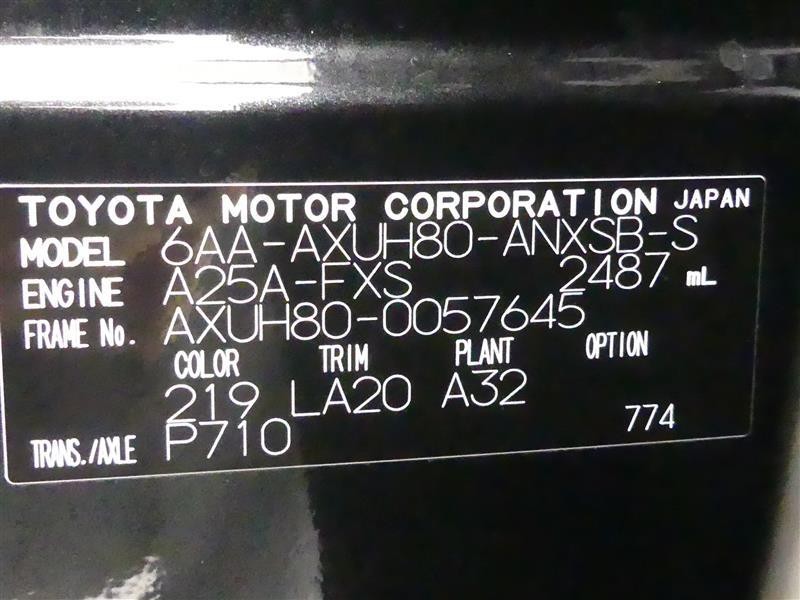 TOYOTA MOTOR CORPORATION JAPAN
MODEL 6AA-AXUH80-ANXSB-S
ENGINE A25A-FXS 2487 mL
FRAME No. AXUH80-0057645
COLOR TRIM PLANT OPTION
219 LA20 A32
TRANS./AXLE P710 774